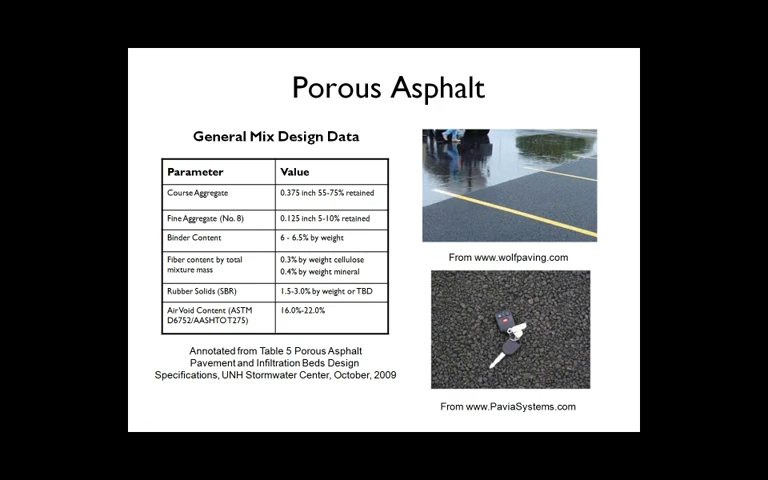 Porous Asphalt
General Mix Design Data
Parameter Value
Course Aggregate 0.375 inch 55-75% retained
Fine Aggregate (No. 8) 0.125 inch 5-10% retained
Binder Content 6 - 6.5% by weight
Fiber content by total 0.3% by weight cellulose
mixture mass 0.4% by weight mineral
Rubber Solids (SBR) 1.5-3.0% by weight or TBD
Air Void Content (ASTM 16.0%-22.0%
D6752/AASHTO T275)
Annotated from Table 5 Porous Asphalt
Pavement and Infiltration Beds Design
Specifications, UNH Stormwater Center, October, 2009
From www.wolfpaving.com
From www.PaviaSystems.com